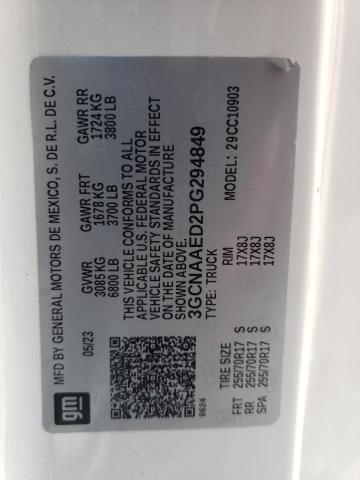 MFD BY GENERAL MOTORS DE MEXICO, S. DE R.L. DE C.V.
05/23 GVWR GAWR FRT GAWR RR
3085 KG 1678 KG 1724 KG
6800 LB 3700 LB 3800 LB
THIS VEHICLE CONFORMS TO ALL
APPLICABLE U.S. FEDERAL MOTOR
VEHICLE SAFETY STANDARDS IN EFFECT
ON THE DATE OF MANUFACTURE
SHOWN ABOVE.
3GCNAAED2PG294849
TYPE: TRUCK MODEL: 29CC10903
gm
8624
TIRE SIZE RIM
FRT 255/70R17 S 17X8J
RR 255/70R17 S 17X8J
SPA 255/70R17 S 17X8J